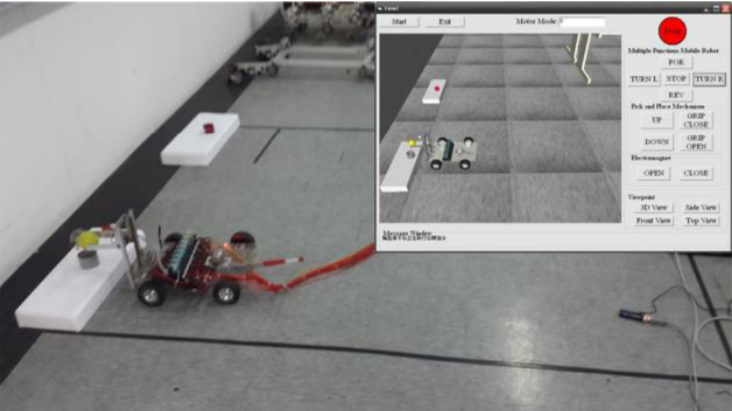 Start Exit Motor Mode:
Stop
Multiple Functions Mobile Robot
FOR
TURN L STOP TURN R
REV
Pick and Place Mechanism
UP GRIP CLOSE
DOWN GRIP OPEN
Electromagnet
OPEN CLOSE
Viewpoint
3D View Side View
Front View Top View
Message Window